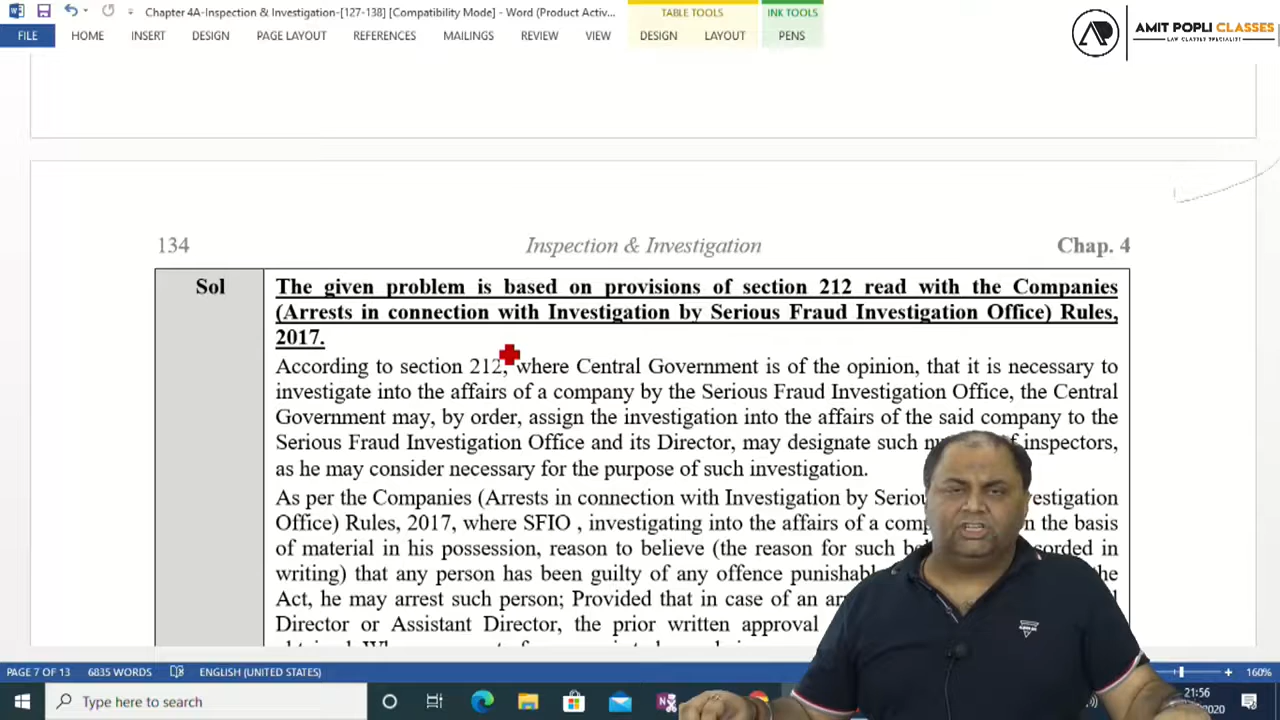 Chapter 4A-Inspection & Investigation-[127-138] [Compatibility Mode] - Word (Product Activ...
TABLE TOOLS
INK TOOLS
FILE HOME INSERT DESIGN PAGE LAYOUT REFERENCES MAILINGS REVIEW VIEW DESIGN LAYOUT PENS
AMIT POPLI CLASSES
LAW CLASSES SPECIALIST
134 Inspection & Investigation Chap. 4
Sol
The given problem is based on provisions of section 212 read with the Companies
(Arrests in connection with Investigation by Serious Fraud Investigation Office) Rules,
2017.
According to section 212, where Central Government is of the opinion, that it is necessary to
investigate into the affairs of a company by the Serious Fraud Investigation Office, the Central
Government may, by order, assign the investigation into the affairs of the said company to the
Serious Fraud Investigation Office and its Director, may designate such inspectors,
as he may consider necessary for the purpose of such investigation.
As per the Companies (Arrests in connection with Investigation by
Office) Rules, 2017, where SFIO , investigating into the affairs of a the basis
of material in his possession, reason to believe (the reason for such in
writing) that any person has been guilty of any offence the
Act, he may arrest such person; Provided that in case of an
Director or Assistant Director, the prior written approval
PAGE 7 OF 13 6835 WORDS ENGLISH (UNITED STATES) 160%
Type here to search
21:56
2020